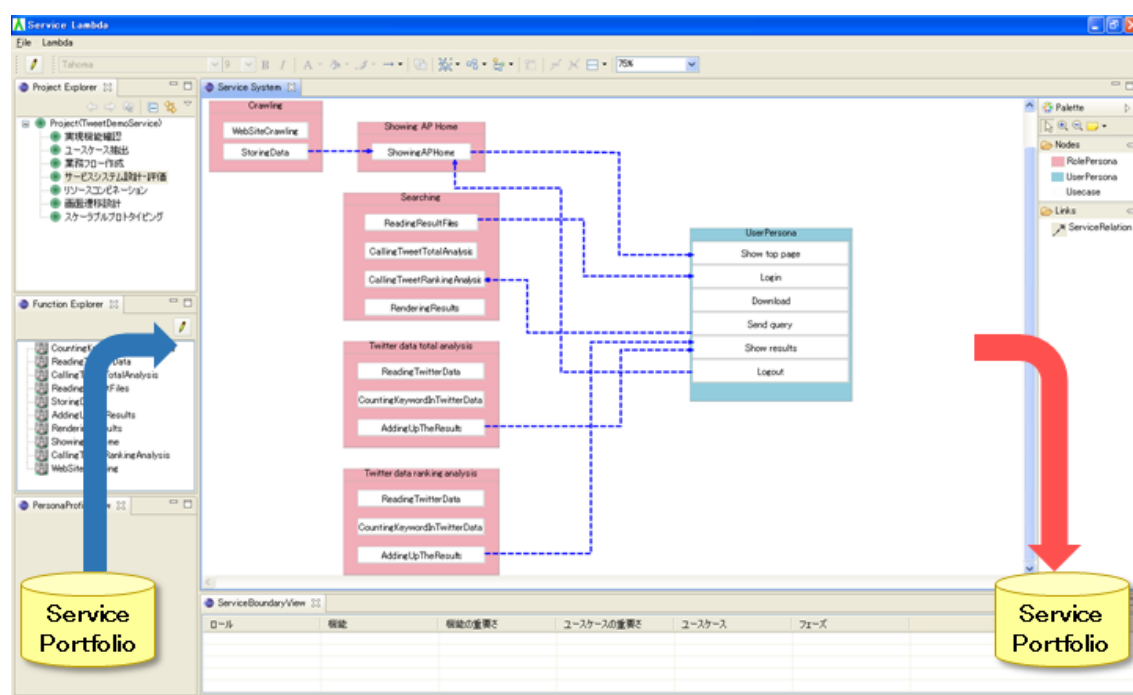 Service Lambda
File Lambda
Tahoma 9 B I A 75%
Project Explorer
Project(TweetDemoService)
実現機能確認
ユースケース抽出
業務フロー作成
サービスシステム設計・評価
リソースコンビネーション
画面遷移設計
スケーラブルプロトタイピング
Function Explorer
ReadingTwitterData
StoringData
PersonaProfileView
Service
Portfolio
Service System
Crawling
WebSiteCrawling
StoringData
Showing AP Home
ShowingAPHome
Searching
ReadingResultFiles
CallingTweetTotalAnalysis
CallingTweetRankingAnalysis
RenderingResults
Twitter data total analysis
ReadingTwitterData
CountingKeywordInTwitterData
AddingUpTheResults
Twitter data ranking analysis
ReadingTwitterData
CountingKeywordInTwitterData
AddingUpTheResults
UserPersona
Show top page
Login
Download
Send query
Show results
Logout
Palette
Nodes
RolePersona
UserPersona
Usecase
Links
ServiceRelation
ServiceBoundaryView
ロール 機能 機能の重要さ ユースケースの重要さ ユースケース フェーズ
Service
Portfolio